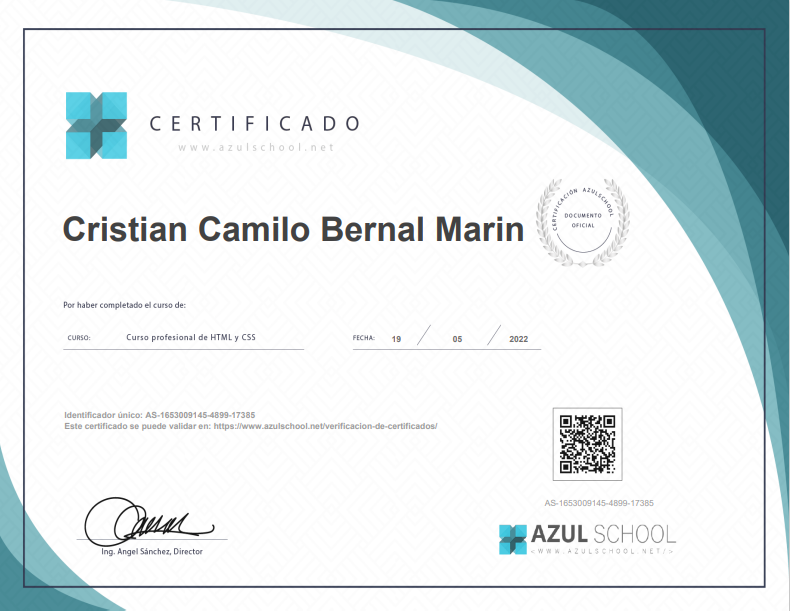 CERTIFICADO
www.azulschool.net
Cristian Camilo Bernal Marin
CERTIFICACIÓN AZULSCHOOL
DOCUMENTO
OFICIAL
Por haber completado el curso de:
CURSO: Curso profesional de HTML y CSS
FECHA: 19 / 05 / 2022
Identificador único: AS-1653009145-4899-17385
Este certificado se puede validar en: https://www.azulschool.net/verificacion-de-certificados/
AS-1653009145-4899-17385
Ing. Angel Sánchez, Director
AZUL SCHOOL
<WWW.AZULSCHOOL.NET/>